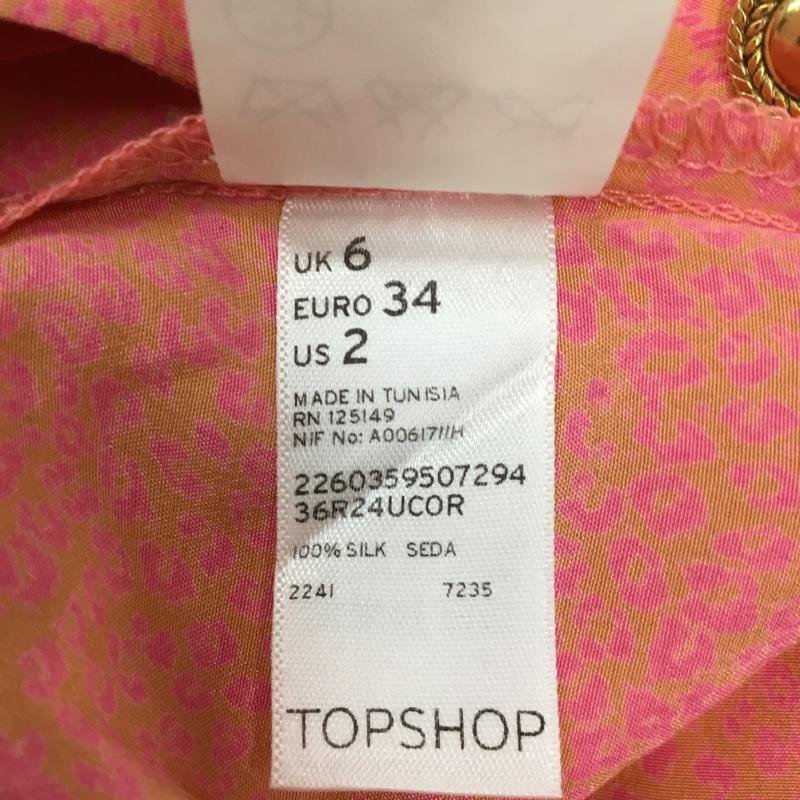 UK 6
EURO 34
US 2
MADE IN TUNISIA
RN 125149
NIF No: A0061711H
2260359507294
36R24UCOR
100% SILK SEDA
2241 7235
TOPSHOP